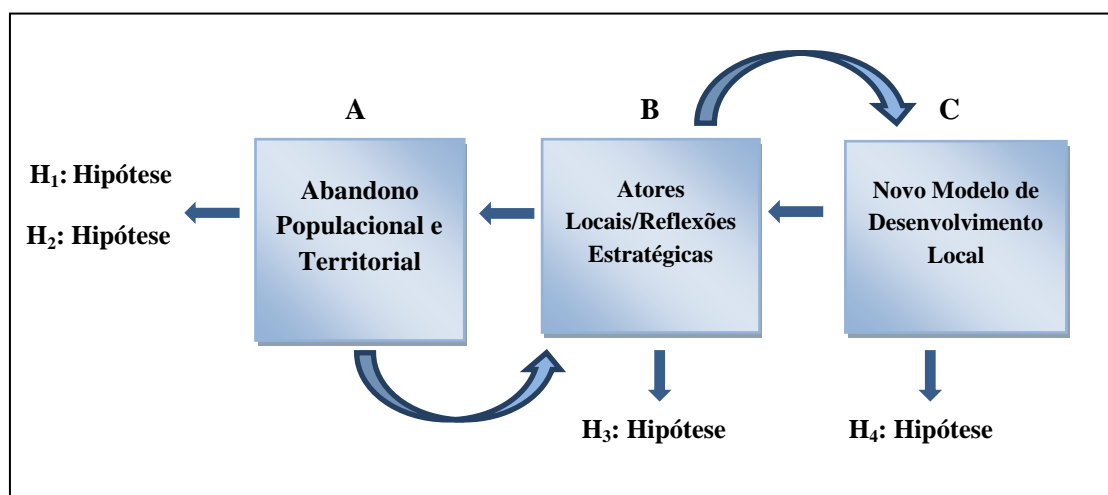 A
B
C
H₁: Hipótese
H₂: Hipótese
Abandono
Populacional e
Territorial
Atores
Locais/Reflexões
Estratégicas
Novo Modelo de
Desenvolvimento
Local
H₃: Hipótese
H₄: Hipótese